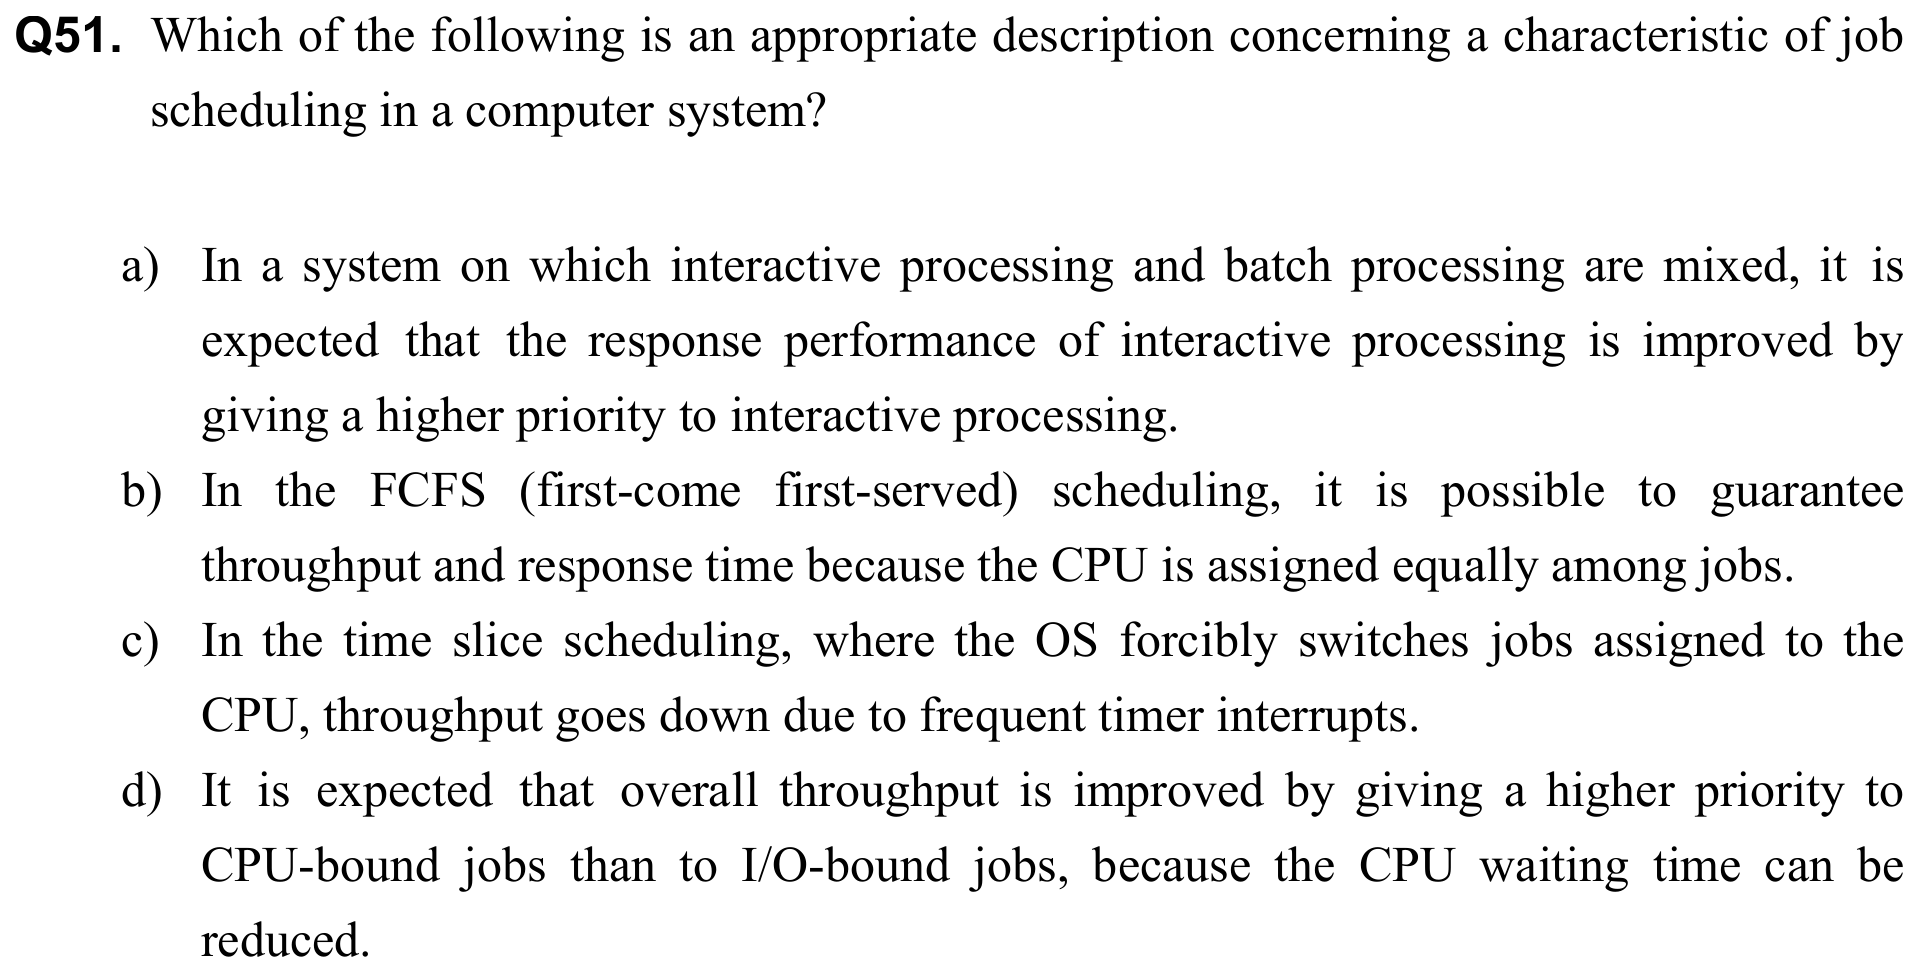 Q51. Which of the following is an appropriate description concerning a characteristic of job
scheduling in a computer system?
a) In a system on which interactive processing and batch processing are mixed, it is
expected that the response performance of interactive processing is improved by
giving a higher priority to interactive processing.
b) In the FCFS (first-come first-served) scheduling, it is possible to guarantee
throughput and response time because the CPU is assigned equally among jobs.
c) In the time slice scheduling, where the OS forcibly switches jobs assigned to the
CPU, throughput goes down due to frequent timer interrupts.
d) It is expected that overall throughput is improved by giving a higher priority to
CPU-bound jobs than to I/O-bound jobs, because the CPU waiting time can be
reduced.